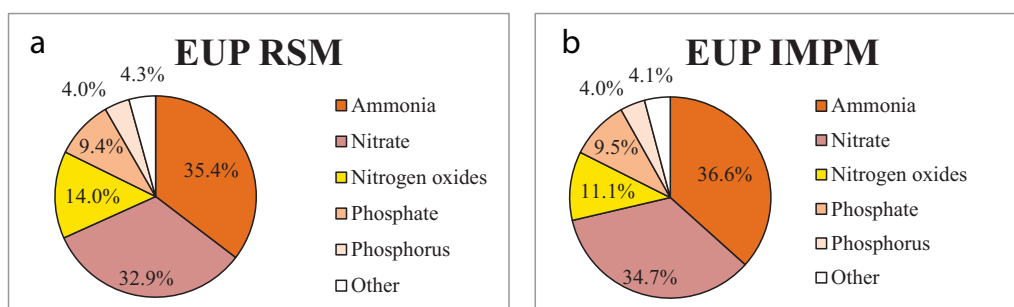 a
EUP RSM
4.0%
4.3%
9.4%
35.4%
14.0%
32.9%
Ammonia
Nitrate
Nitrogen oxides
Phosphate
Phosphorus
Other
b
EUP IMPM
4.0%
4.1%
9.5%
36.6%
11.1%
34.7%
Ammonia
Nitrate
Nitrogen oxides
Phosphate
Phosphorus
Other